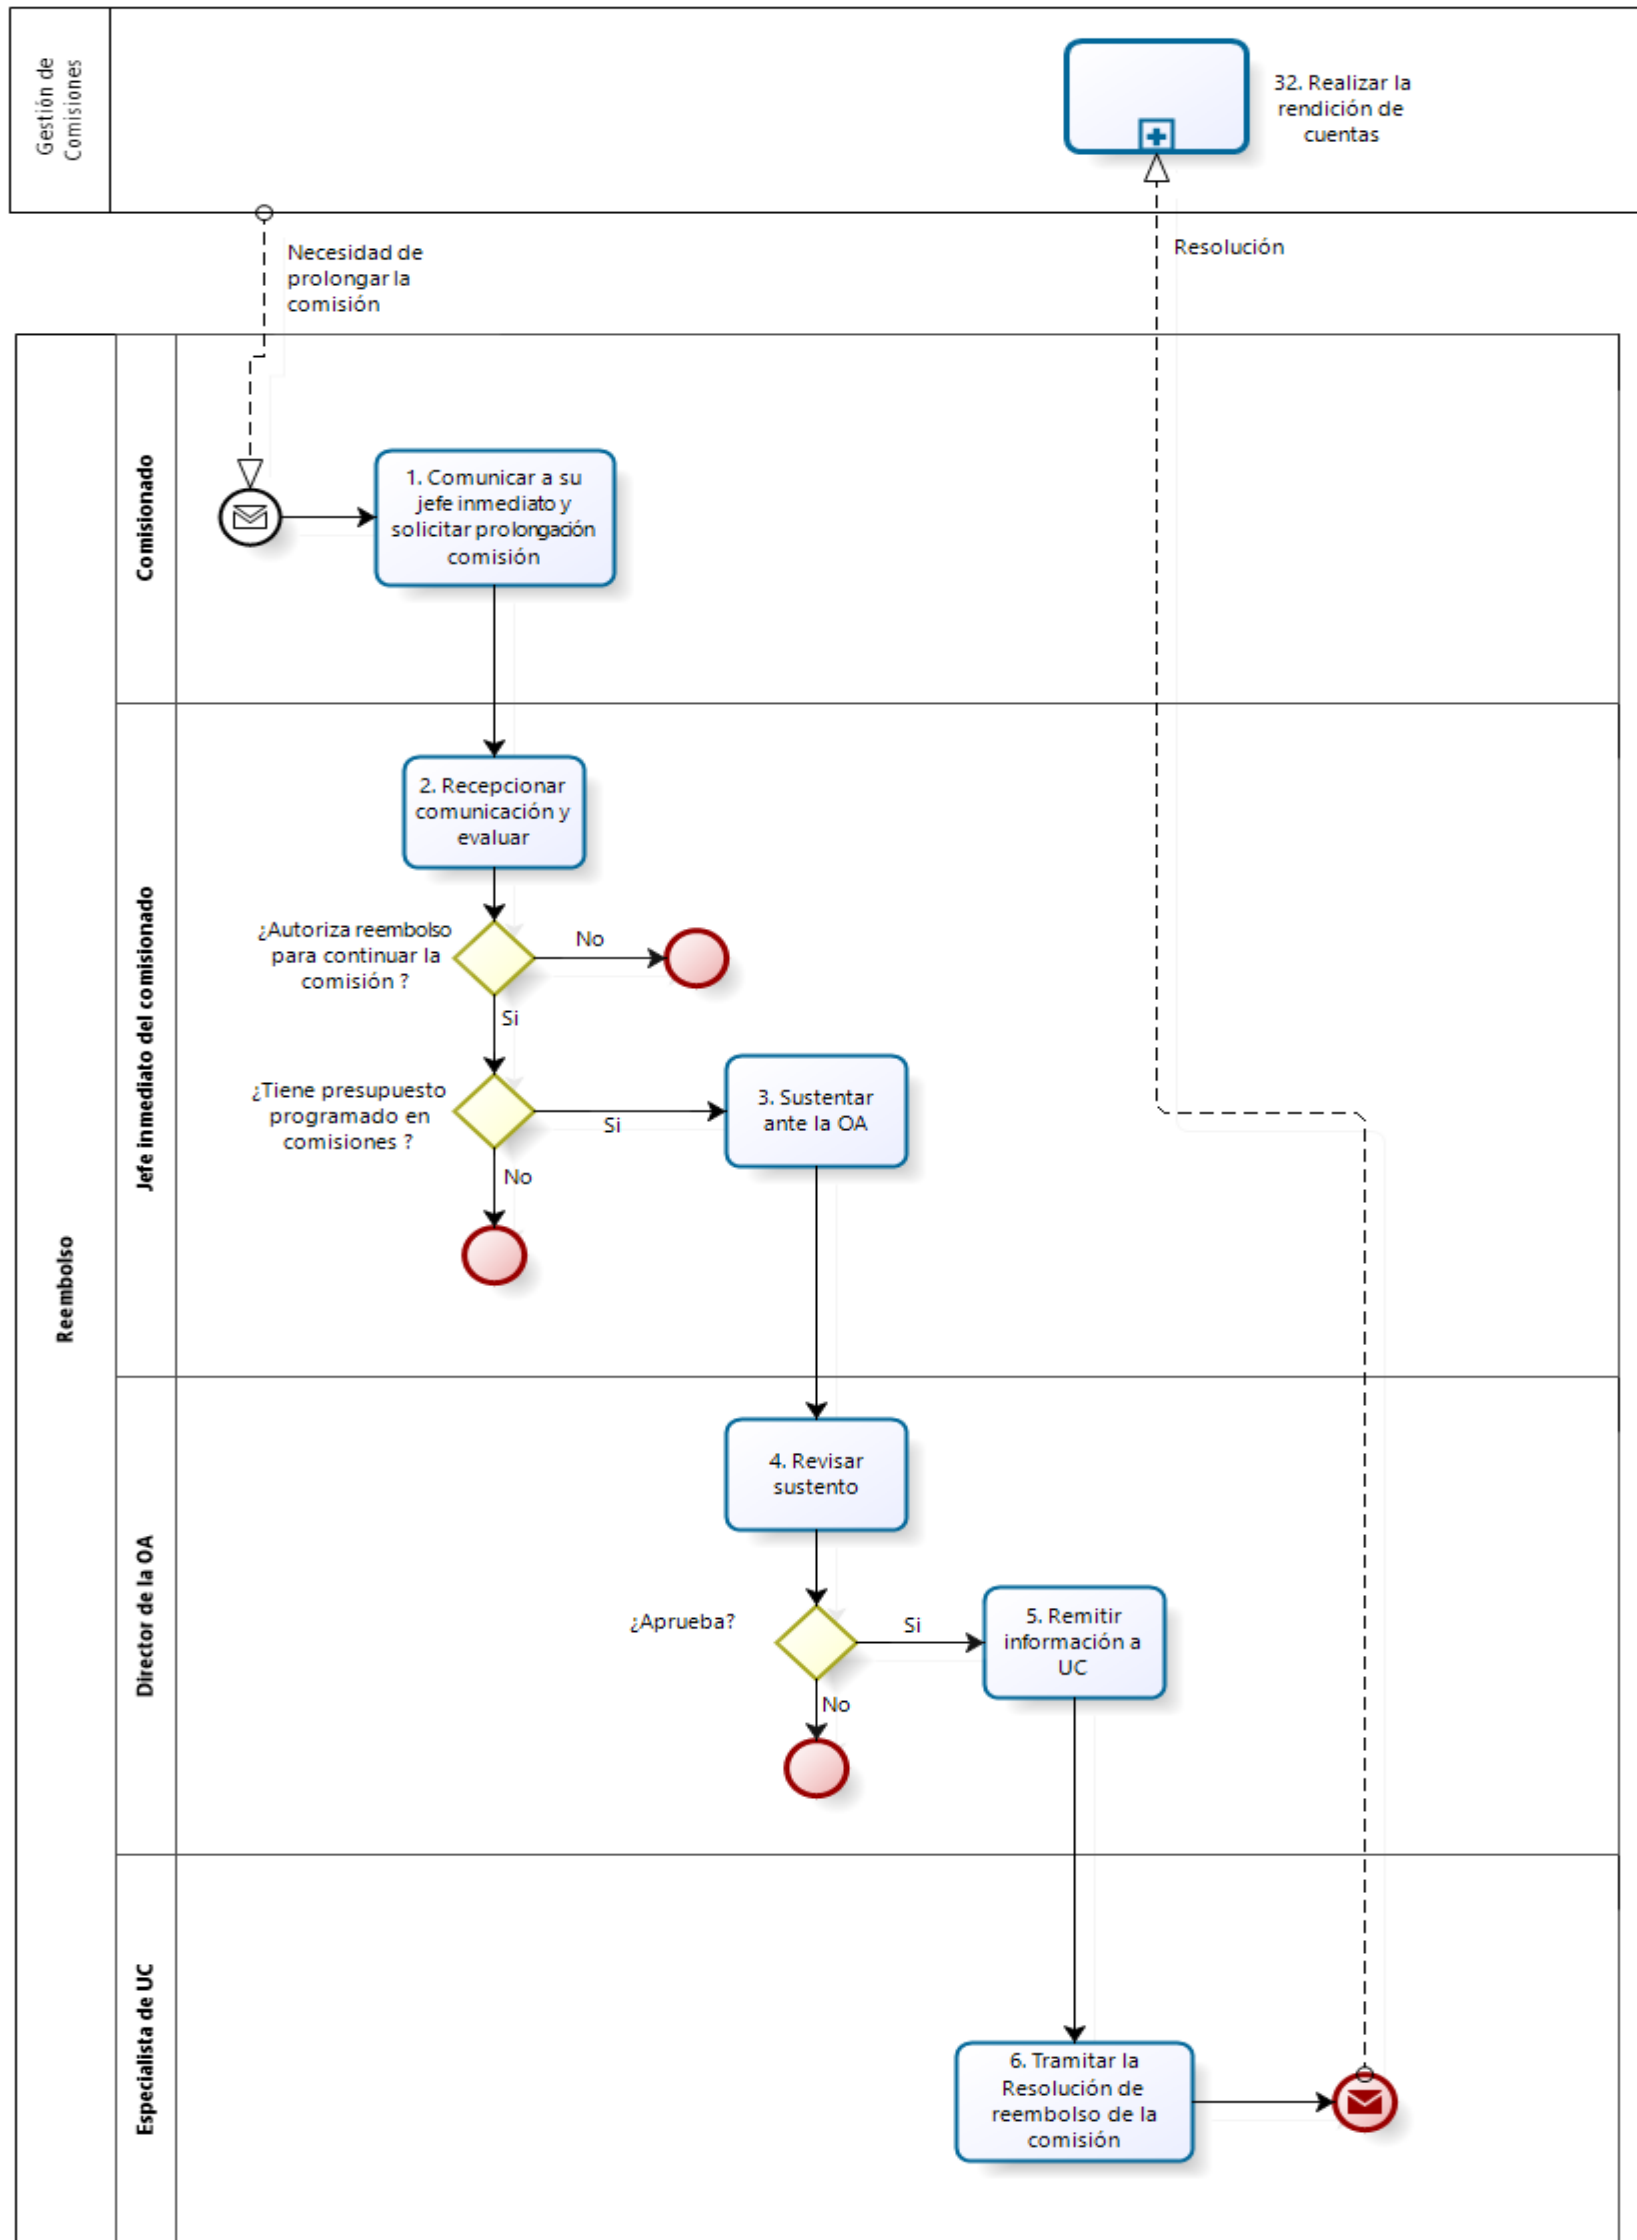 Gestión de
Comisiones
32. Realizar la
rendición de
cuentas
Necesidad de
prolongar la
comisión
Resolución
Reembolso
Comisionado
1. Comunicar a su
jefe inmediato y
solicitar prolongación
comisión
Jefe inmediato del comisionado
2. Recepcionar
comunicación y
evaluar
¿Autoriza reembolso
para continuar la
comisión ?
No
Si
¿Tiene presupuesto
programado en
comisiones ?
Si
No
3. Sustentar
ante la OA
Director de la OA
4. Revisar
sustento
¿Aprueba?
Si
No
5. Remitir
información a
UC
Especialista de UC
6. Tramitar la
Resolución de
reembolso de la
comisión